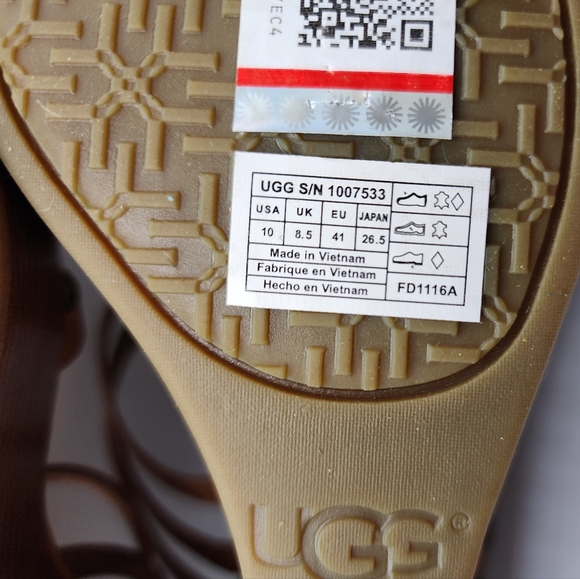 EC4
UGG S/N 1007533
USA UK EU JAPAN
10 8.5 41 26.5
Made in Vietnam
Fabrique en Vietnam
Hecho en Vietnam
FD1116A
UGG®